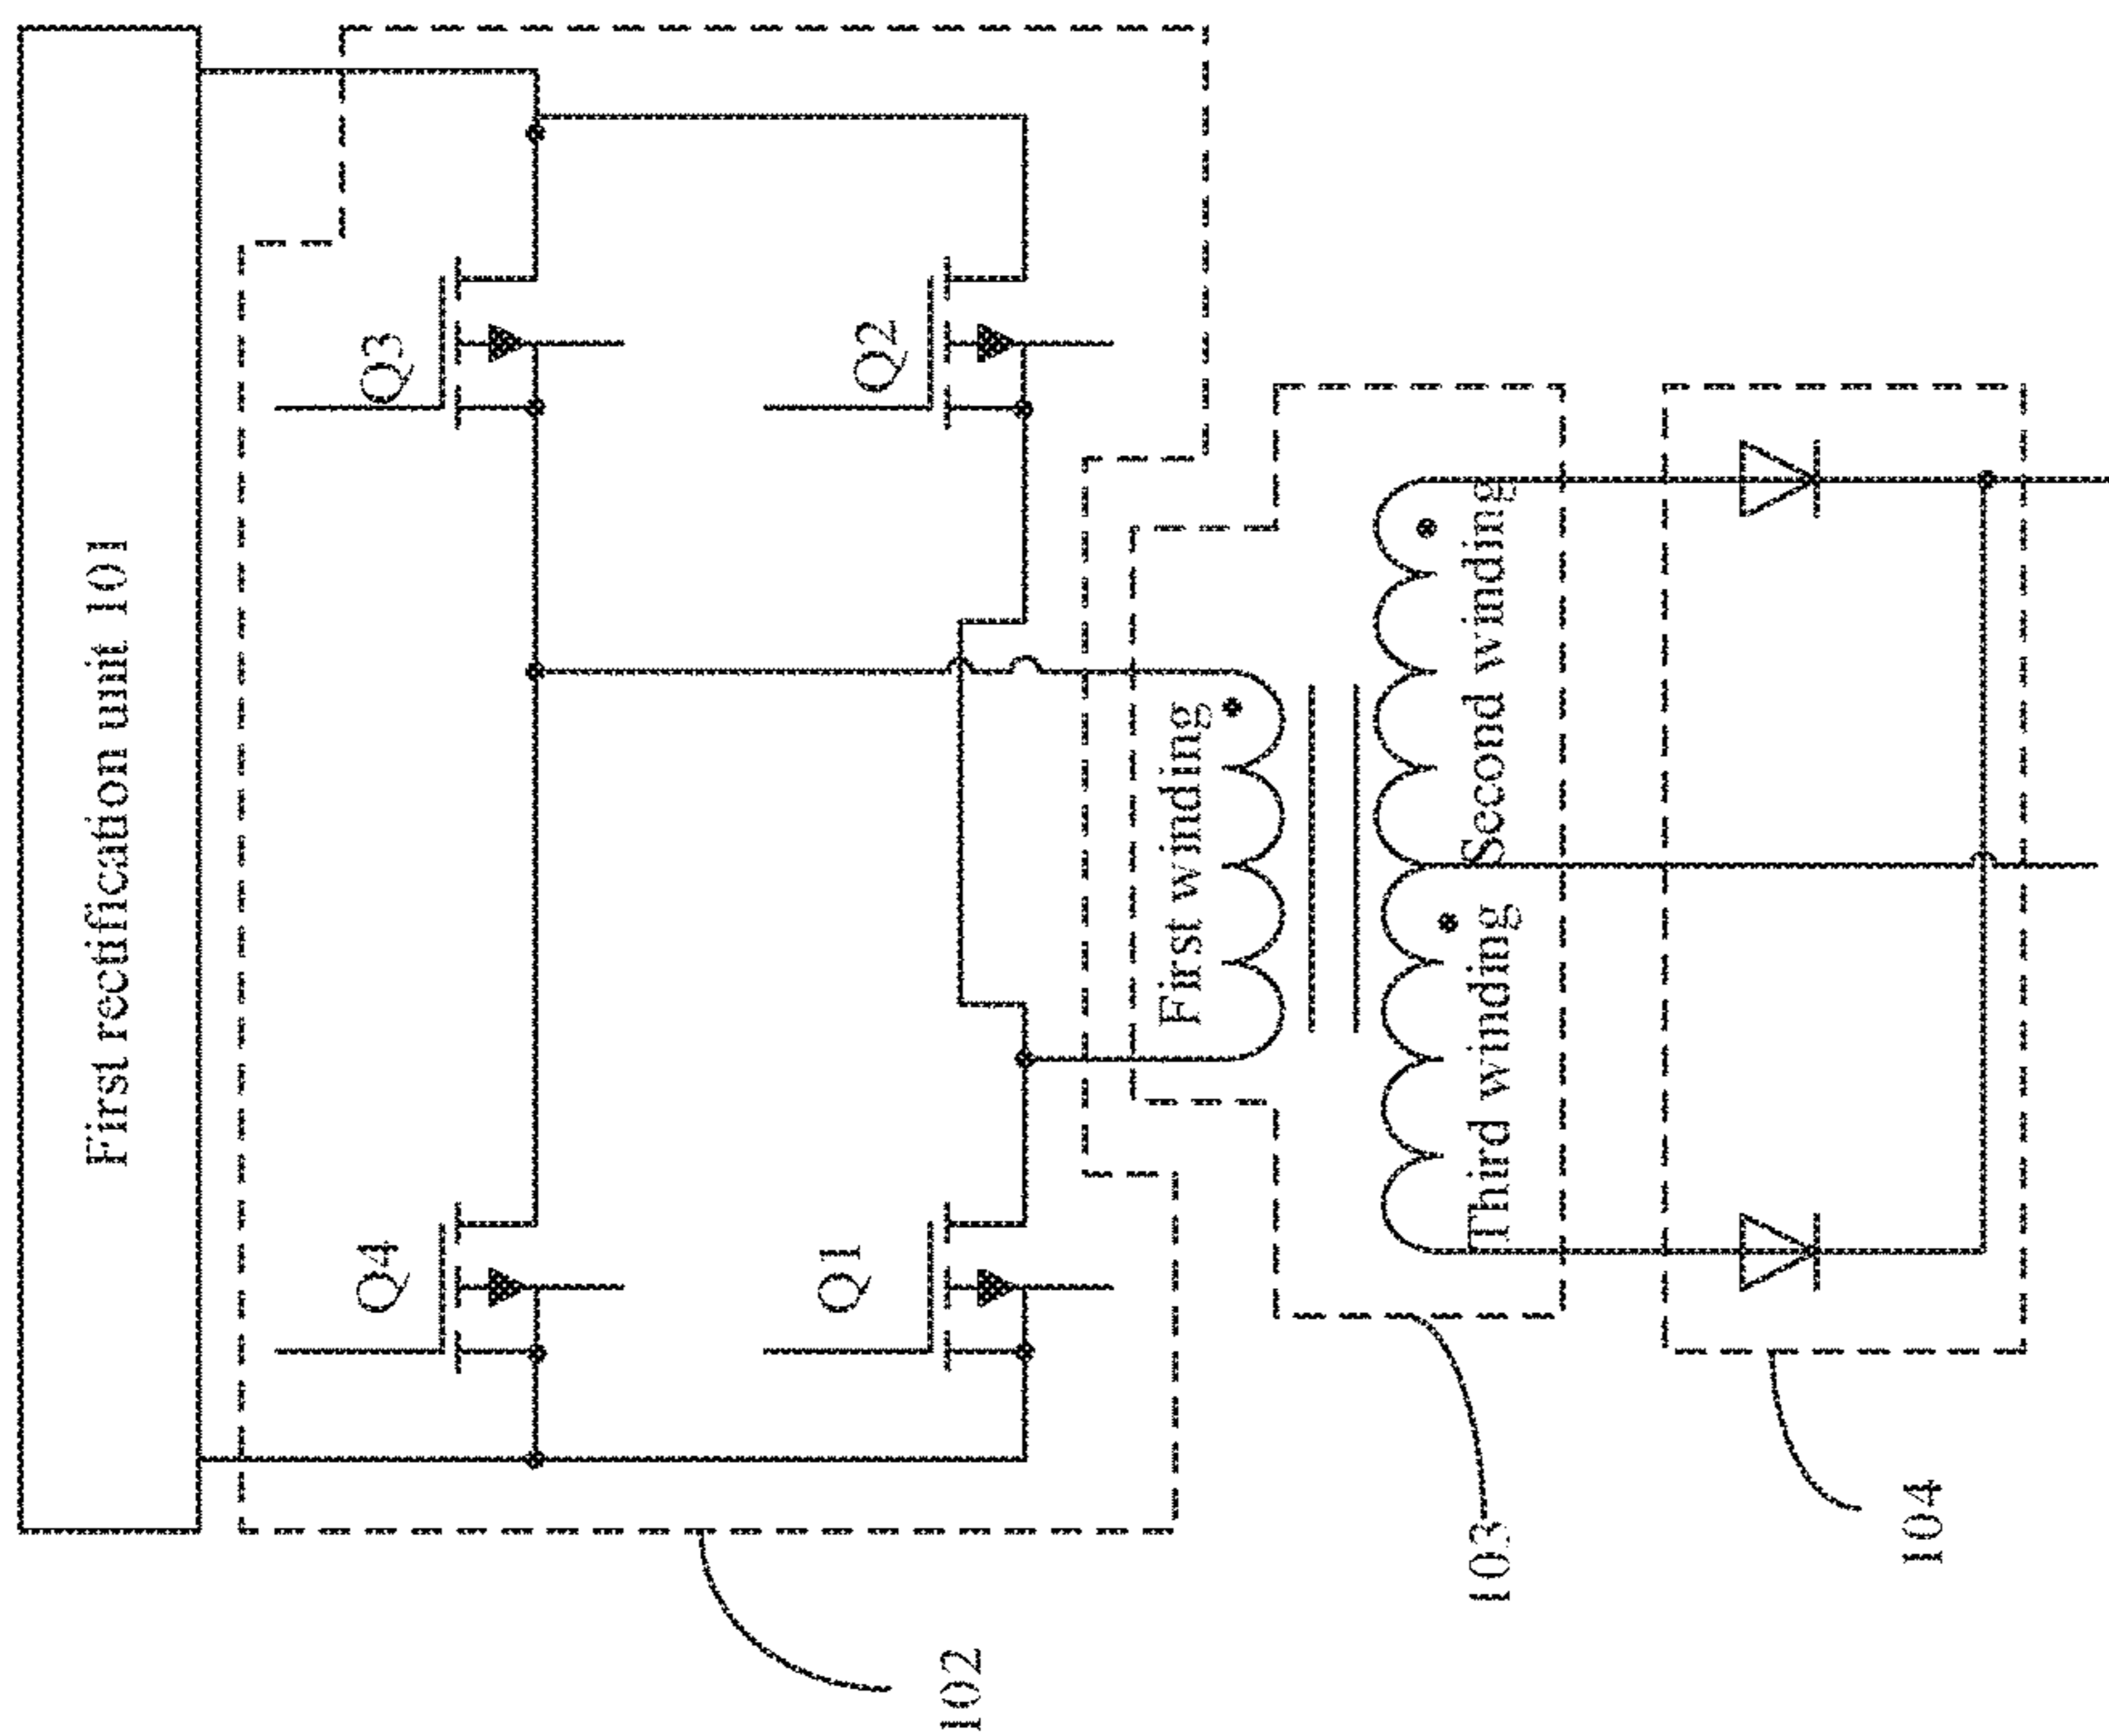 First rectification unit 101
Q4
Q3
Q1
Q2
102
First winding
Third winding
Second winding
103
104